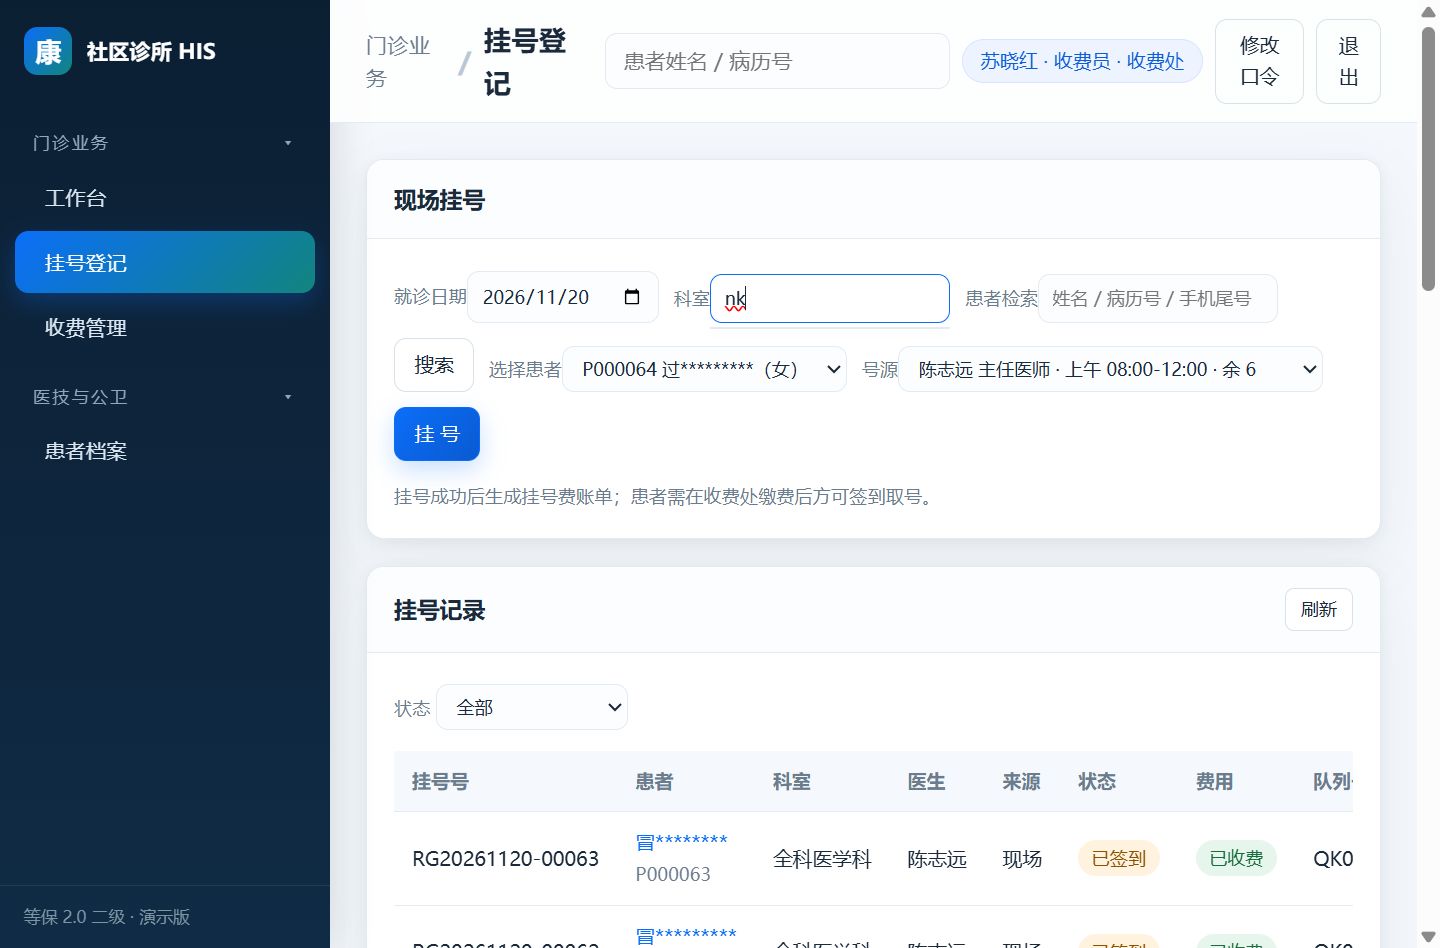 康 社区诊所 HIS
门诊业务
工作台
挂号登记
收费管理
医技与公卫
患者档案
等保 2.0 二级 · 演示版
门诊业务 / 挂号登记
患者姓名 / 病历号
苏晓红 · 收费员 · 收费处
修改口令
退出
现场挂号
就诊日期 2026/11/20 科室 nk 患者检索 姓名 / 病历号 / 手机尾号
搜索 选择患者 P000064 过*********（女） 号源 陈志远 主任医师 · 上午 08:00-12:00 · 余 6
挂 号
挂号成功后生成挂号费账单；患者需在收费处缴费后方可签到取号。
挂号记录 刷新
状态 全部
挂号号 患者 科室 医生 来源 状态 费用 队列
RG20261120-00063 冒******** P000063 全科医学科 陈志远 现场 已签到 已收费 QK0
冒*********